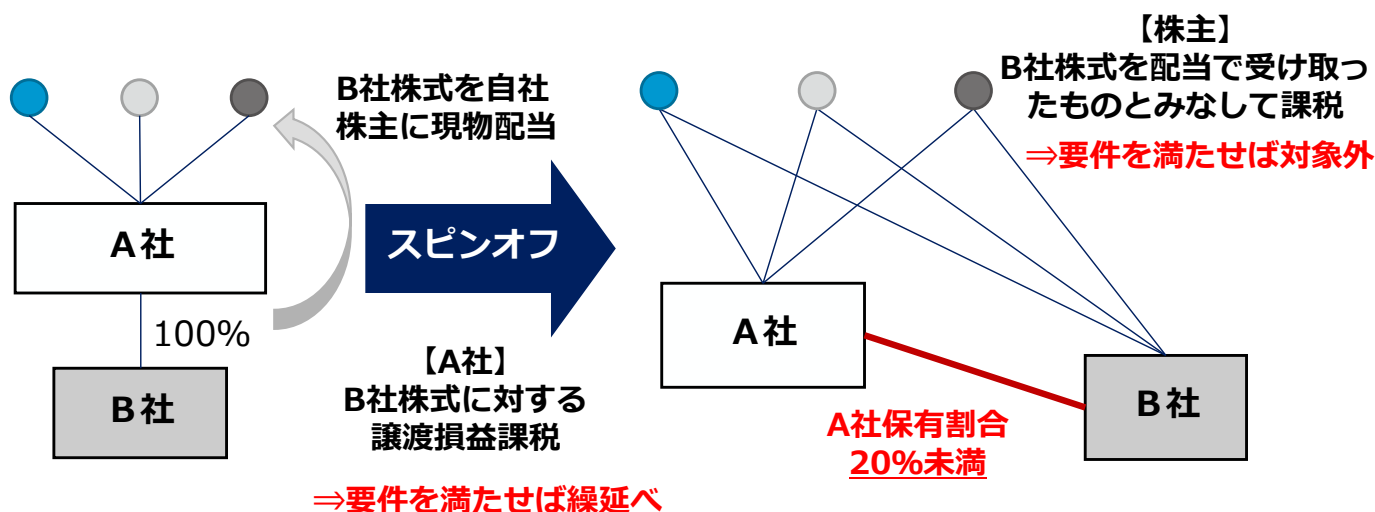 B社株式を自社
株主に現物配当
A社
100%
B社
スピンオフ
【A社】
B社株式に対する
譲渡損益課税
⇒要件を満たせば繰延べ
【株主】
B社株式を配当で受け取っ
たものとみなして課税
⇒要件を満たせば対象外
A社
B社
A社保有割合
20%未満